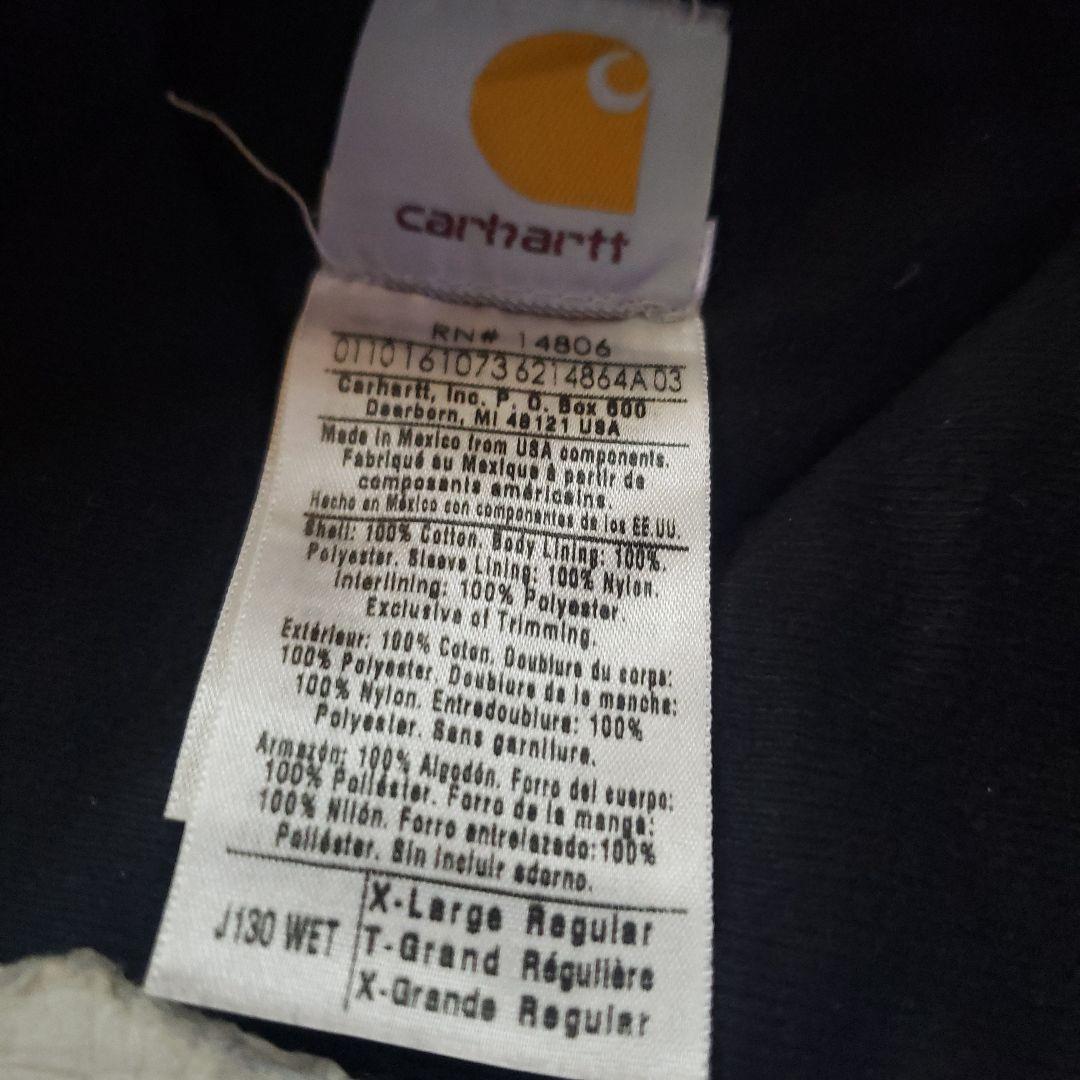 carhartt
RN# 14806
0110161073 6214864A 03
Carhartt, Inc. P. O. Box 600
Dearborn, MI 48121 USA
Made in Mexico from USA components.
Fabriqué au Mexique à partir de
composants américains.
Hecho en México con componentes de los EE.UU.
Shell: 100% Cotton. Body Lining: 100%
Polyester. Sleeve Lining: 100% Nylon.
Interlining: 100% Polyester.
Exclusive of Trimming.
Extérieur: 100% Coton. Doublure du corps:
100% Polyester. Doublure de la manche:
100% Nylon. Entredoublure: 100%
Polyester. Sans garniture.
Armazón: 100% Algodón. Forro del cuerpo:
100% Poliéster. Forro de la manga:
100% Nilón. Forro entrelazado: 100%
Poliéster. Sin incluir adorno.
J130 WET
X-Large Regular
T-Grand Régulière
X-Grande Regular